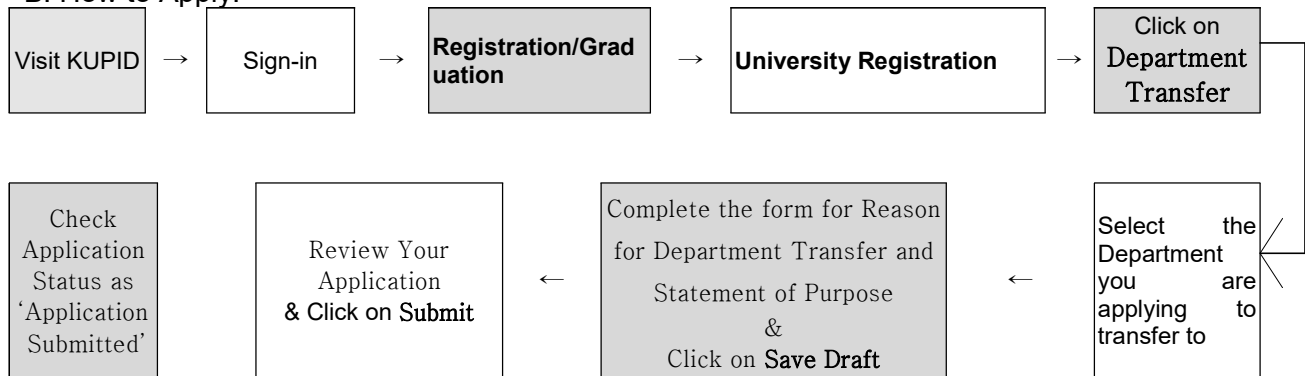 B. How to Apply:
Visit KUPID
→
Sign-in
→
Registration/Grad
uation
→
University Registration
→
Click on
Department
Transfer
Select the
Department
you are
applying to
transfer to
←
Complete the form for Reason
for Department Transfer and
Statement of Purpose
&
Click on Save Draft
←
Review Your
Application
& Click on Submit
Check
Application
Status as
‘Application
Submitted’